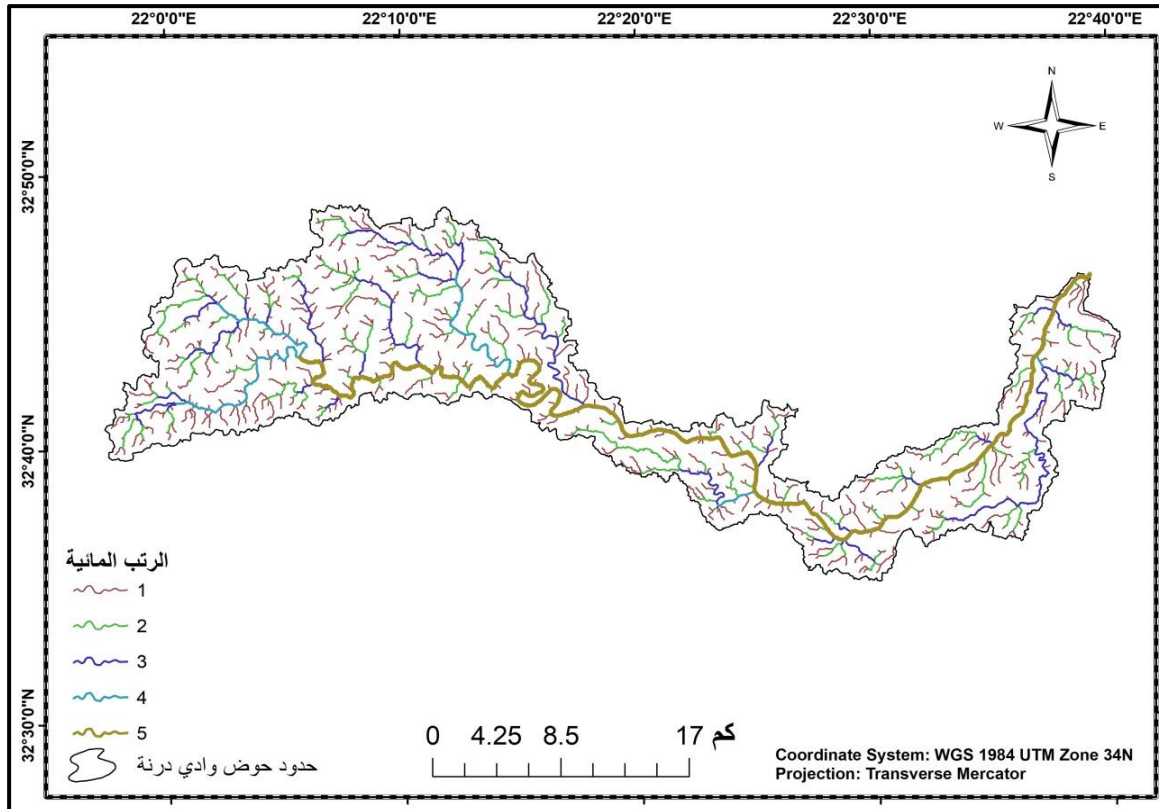 22°0'0"E 22°10'0"E 22°20'0"E 22°30'0"E 22°40'0"E
N
W E
S
32°50'0"N
32°40'0"N
32°30'0"N
الرتب المائية
1
2
3
4
5
حدود حوض وادي درنة
0 4.25 8.5 17 كم
Coordinate System: WGS 1984 UTM Zone 34N
Projection: Transverse Mercator